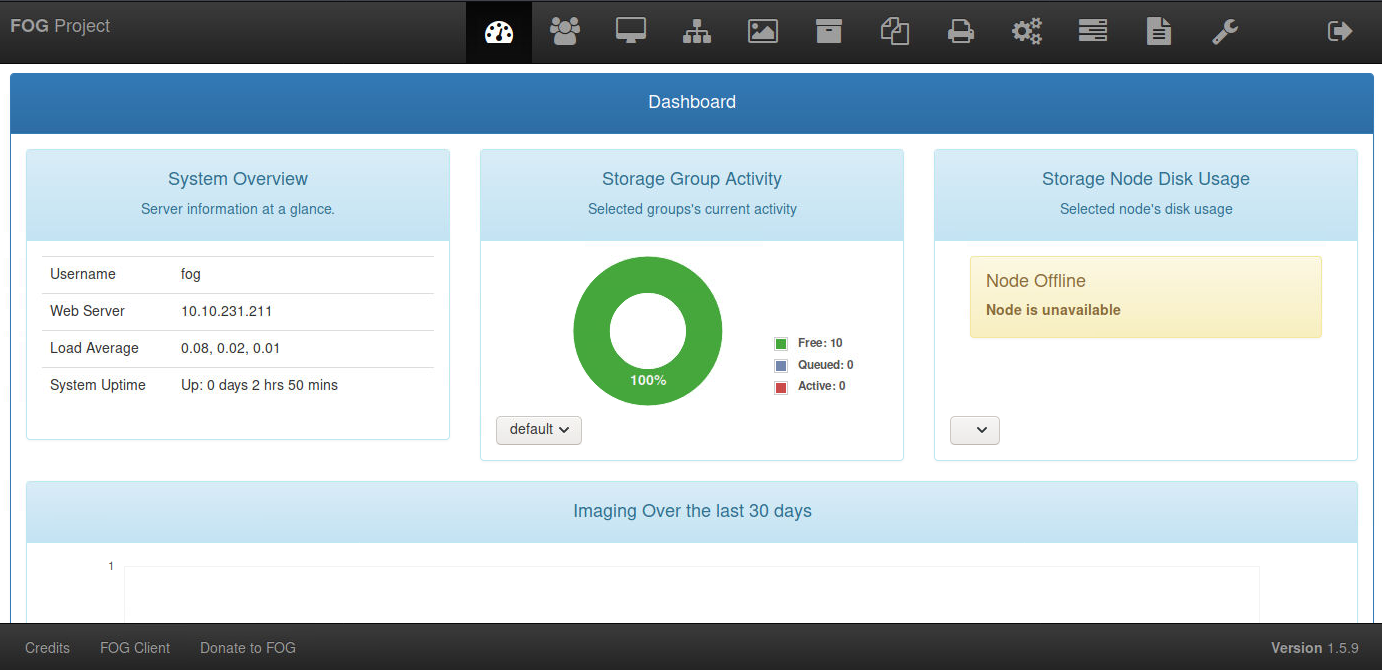 FOG Project
Dashboard
System Overview
Server information at a glance.
Username fog
Web Server 10.10.231.211
Load Average 0.08, 0.02, 0.01
System Uptime Up: 0 days 2 hrs 50 mins
Storage Group Activity
Selected groups's current activity
100%
Free: 10
Queued: 0
Active: 0
default
Storage Node Disk Usage
Selected node's disk usage
Node Offline
Node is unavailable
Imaging Over the last 30 days
1
Credits FOG Client Donate to FOG Version 1.5.9